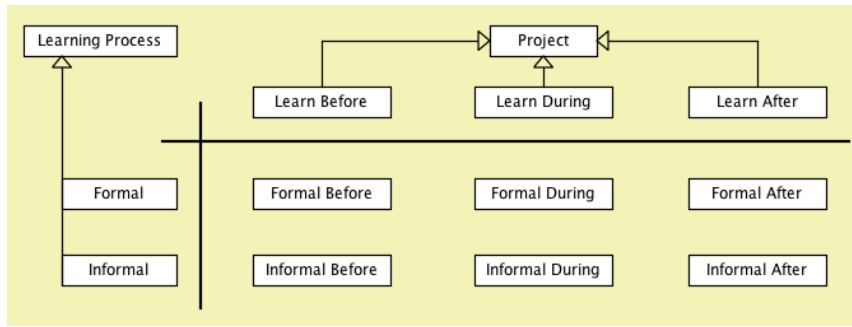 Learning Process
Project
Learn Before
Learn During
Learn After
Formal
Formal Before
Formal During
Formal After
Informal
Informal Before
Informal During
Informal After